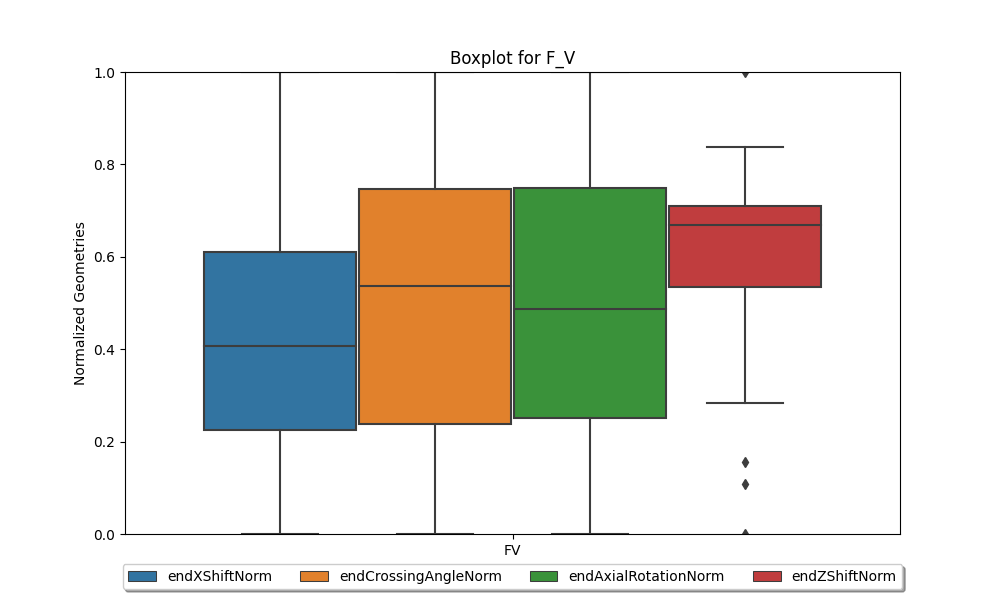 Boxplot for F_V
1.0
0.8
0.6
0.4
0.2
0.0
Normalized Geometries
FV
endXShiftNorm endCrossingAngleNorm endAxialRotationNorm endZShiftNorm